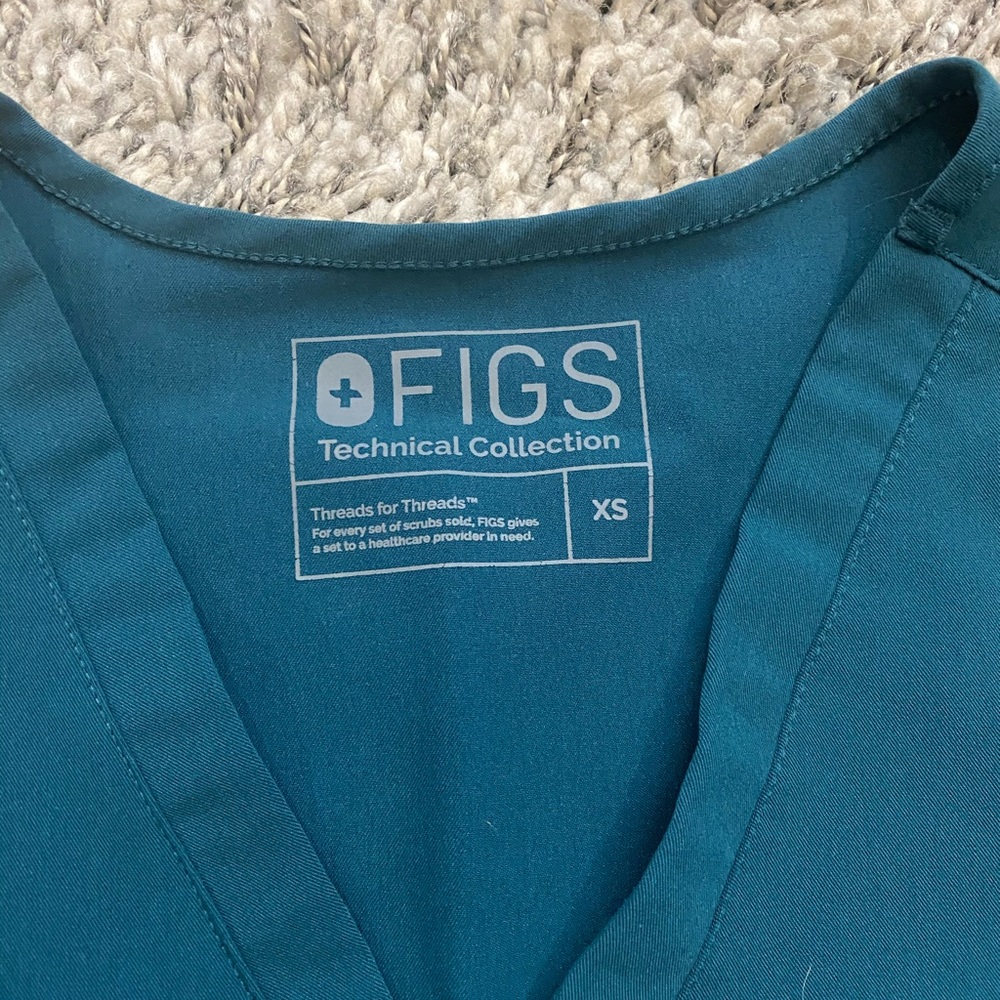 FIGS
Technical Collection
Threads for Threads™
For every set of scrubs sold, FIGS gives
a set to a healthcare provider in need.
XS